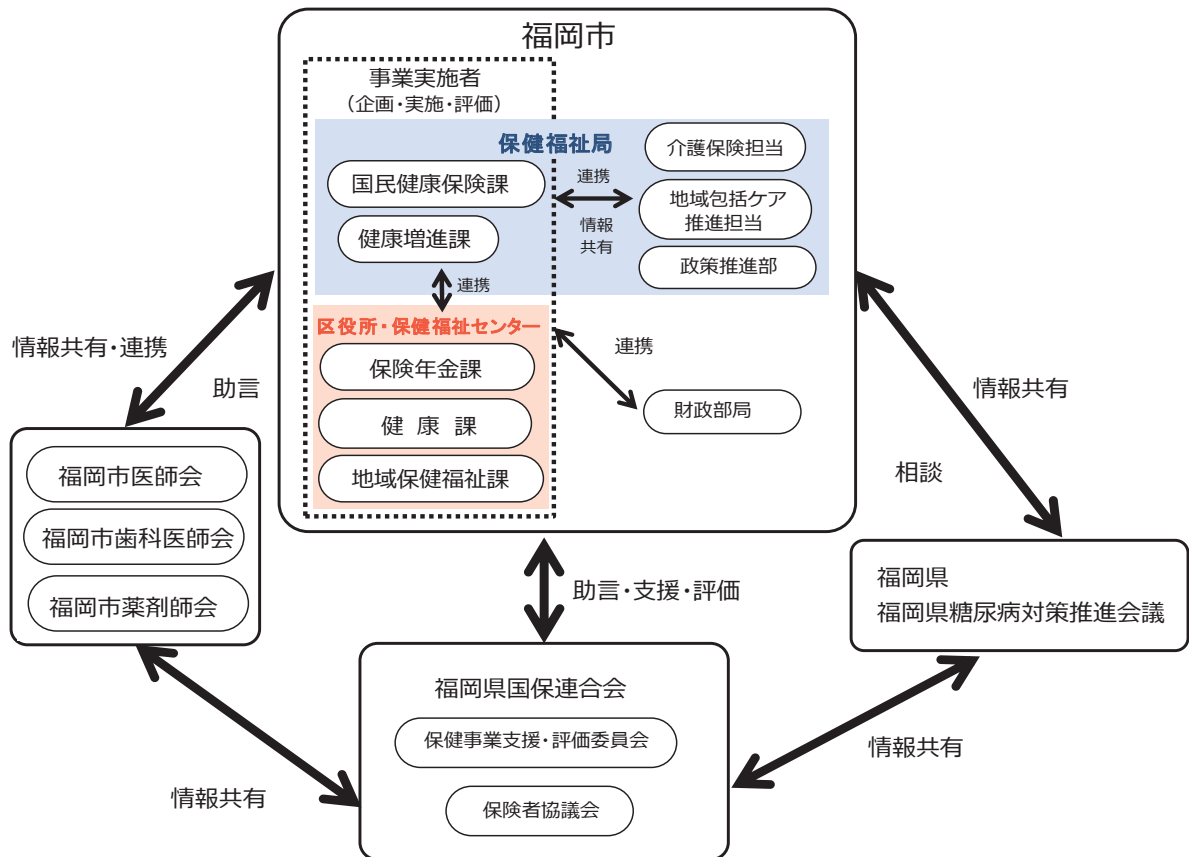 福岡市
事業実施者
（企画・実施・評価）
保健福祉局
国民健康保険課
健康増進課
連携
情報
共有
介護保険担当
地域包括ケア
推進担当
政策推進部
連携
区役所・保健福祉センター
保険年金課
健 康 課
地域保健福祉課
連携
財政部局
情報共有・連携
助言
情報共有
相談
福岡市医師会
福岡市歯科医師会
福岡市薬剤師会
助言・支援・評価
福岡県
福岡県糖尿病対策推進会議
福岡県国保連合会
保健事業支援・評価委員会
保険者協議会
情報共有
情報共有